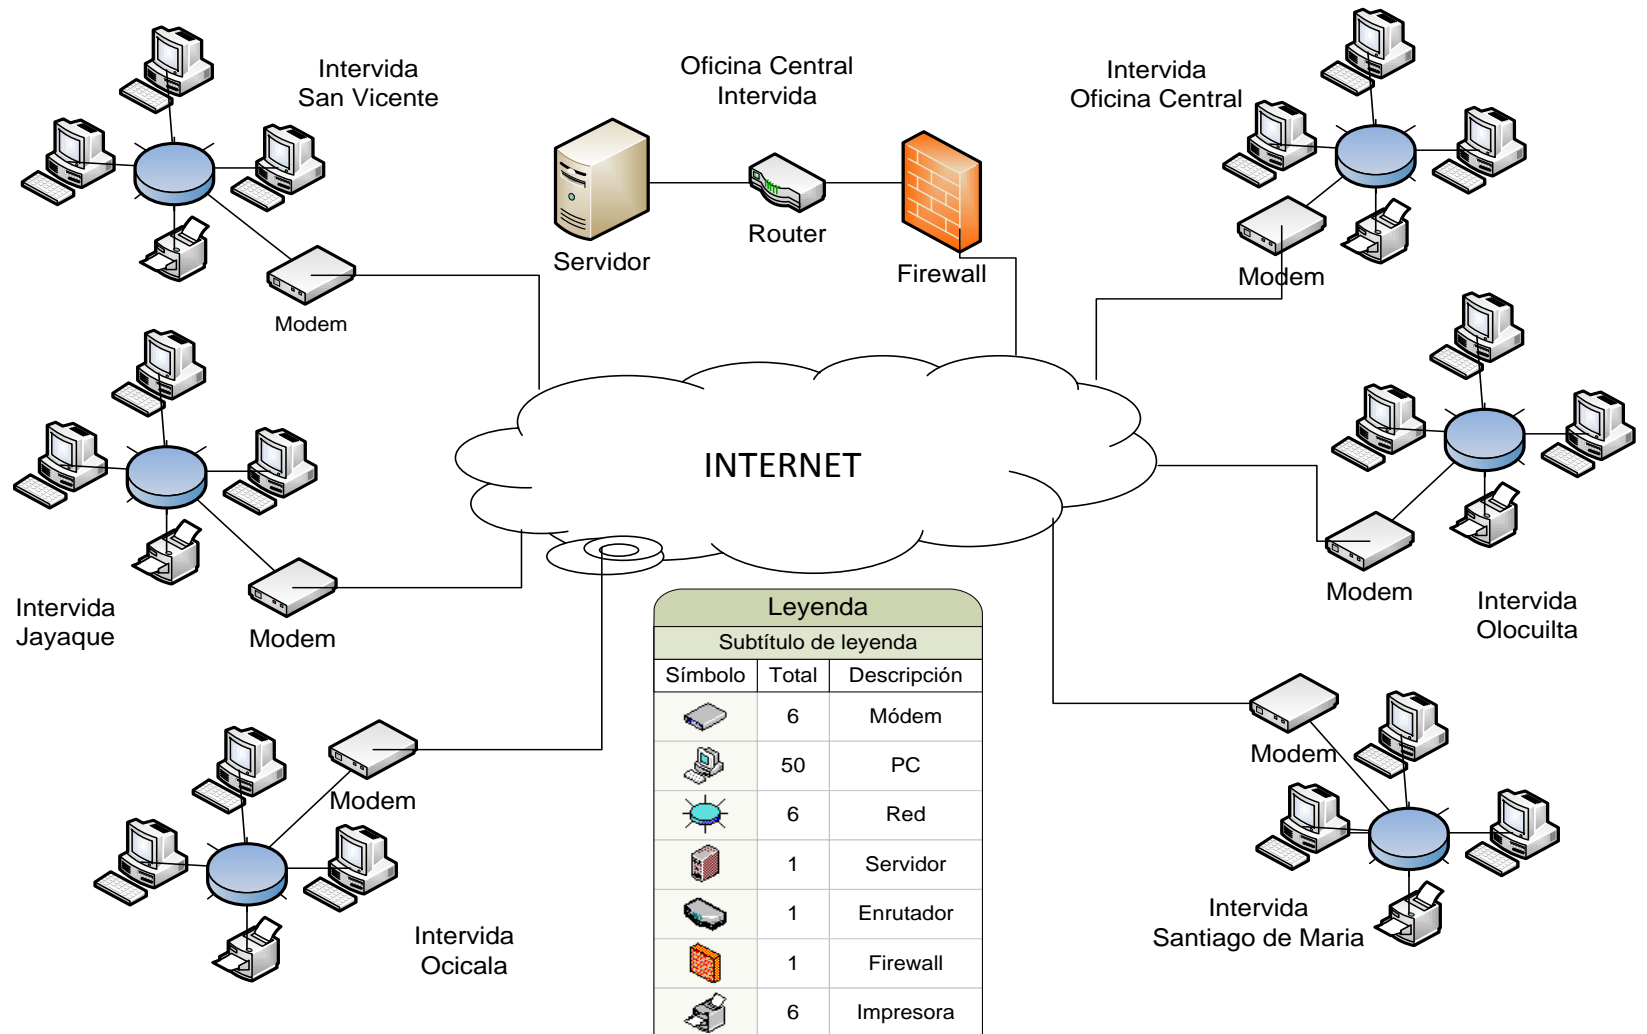 Intervida
San Vicente
Oficina Central
Intervida
Intervida
Oficina Central
Servidor
Router
Firewall
Modem
Modem
INTERNET
Intervida
Jayaque
Modem
Modem
Intervida
Olocuilta
Leyenda
Subtítulo de leyenda
Símbolo Total Descripción
6 Módem
50 PC
6 Red
1 Servidor
1 Enrutador
1 Firewall
6 Impresora
Modem
Intervida
Ocicala
Modem
Intervida
Santiago de Maria